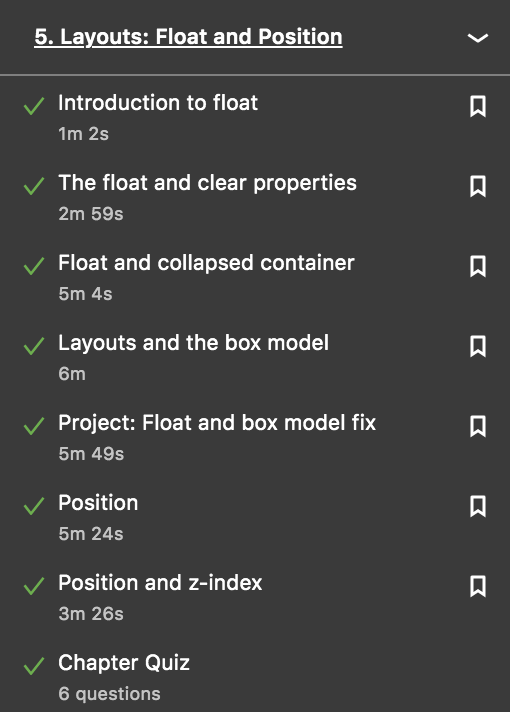 5. Layouts: Float and Position
Introduction to float
1m 2s
The float and clear properties
2m 59s
Float and collapsed container
5m 4s
Layouts and the box model
6m
Project: Float and box model fix
5m 49s
Position
5m 24s
Position and z-index
3m 26s
Chapter Quiz
6 questions